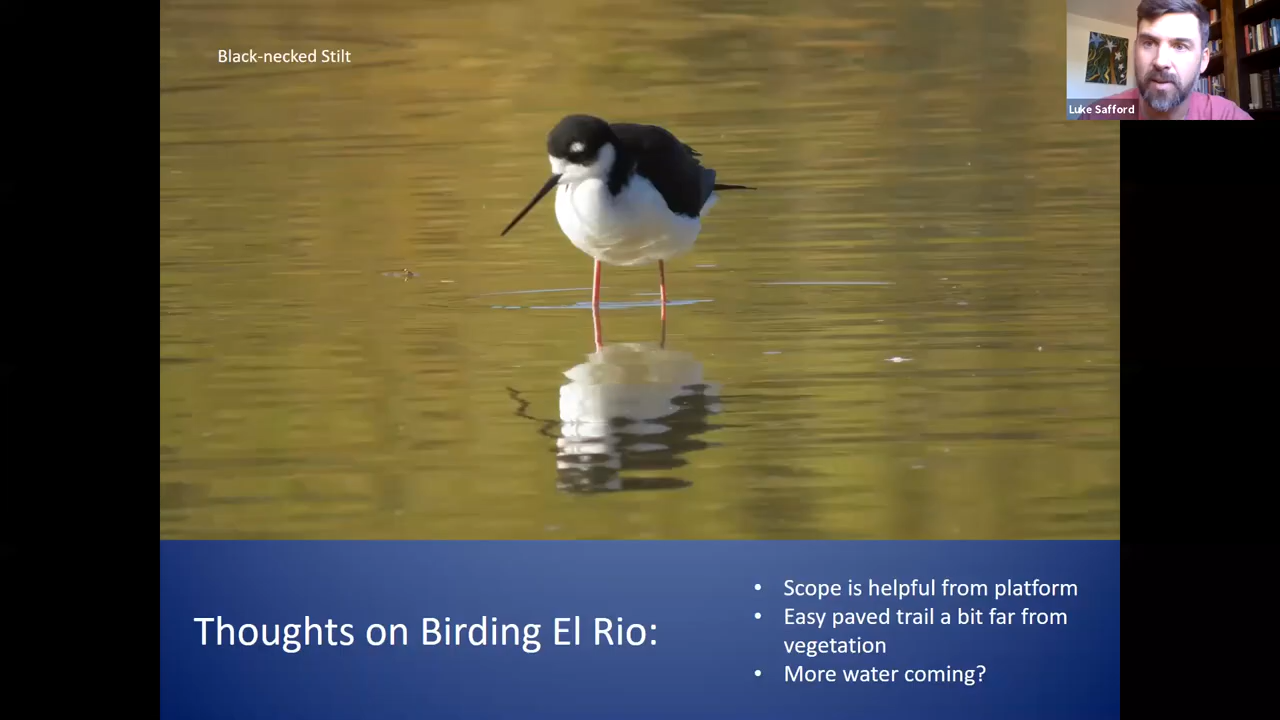 Black-necked Stilt
Luke Safford
Thoughts on Birding El Rio:
• Scope is helpful from platform
• Easy paved trail a bit far from
vegetation
• More water coming?